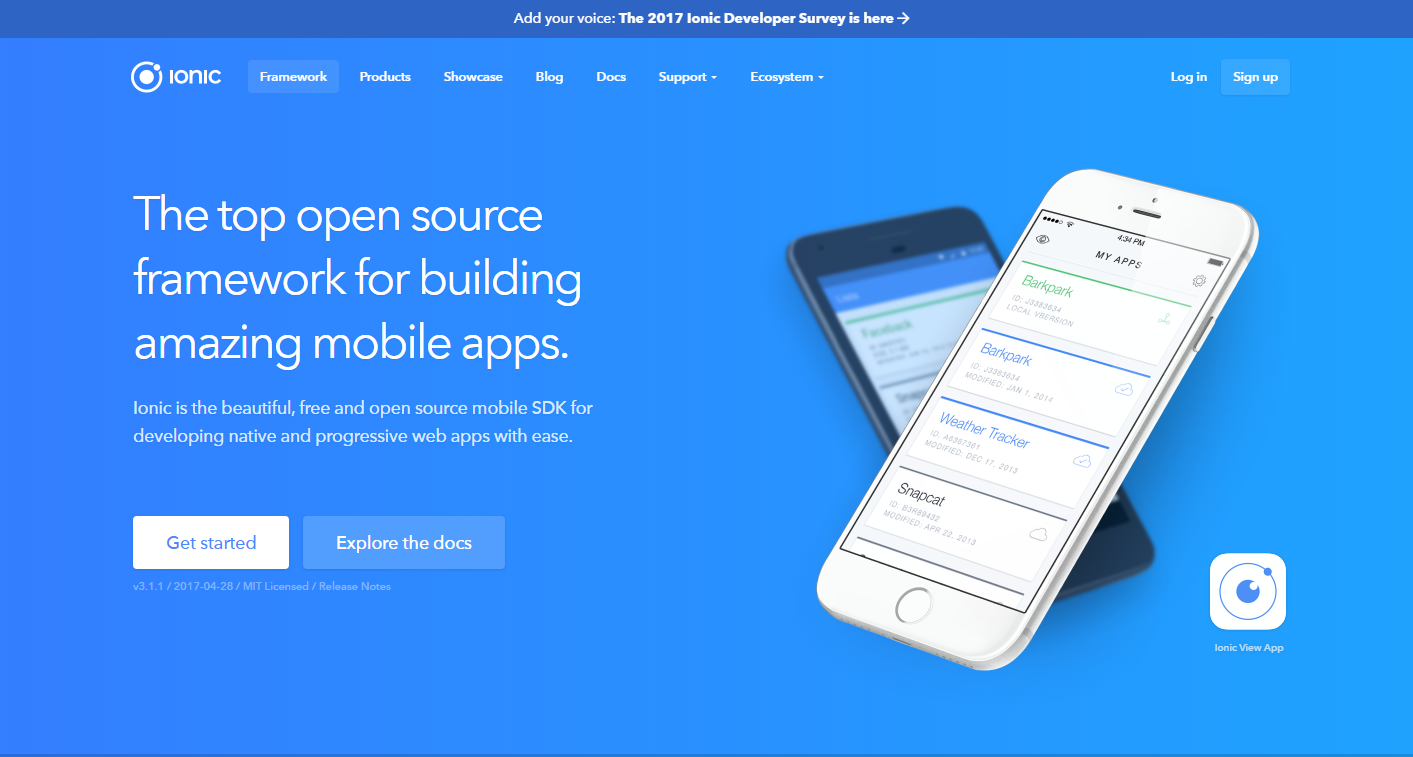 Add your voice: The 2017 Ionic Developer Survey is here →
ionic
Framework
Products
Showcase
Blog
Docs
Support
Ecosystem
Log in
Sign up
The top open source
framework for building
amazing mobile apps.
Ionic is the beautiful, free and open source mobile SDK for
developing native and progressive web apps with ease.
Get started
Explore the docs
v3.1.1 / 2017-04-28 / MIT Licensed / Release Notes
4:34 PM
MY APPS
Barkpark
ID: J3383634
LOCAL VBERSION
Barkpark
ID: J3383634
MODIFIED: JAN 1, 2014
Weather Tracker
ID: A6367361
MODIFIED: DEC 17, 2013
Snapcat
ID: B3R89432
MODIFIED: APR 22, 2013
Faceback
Snap
Ionic View App